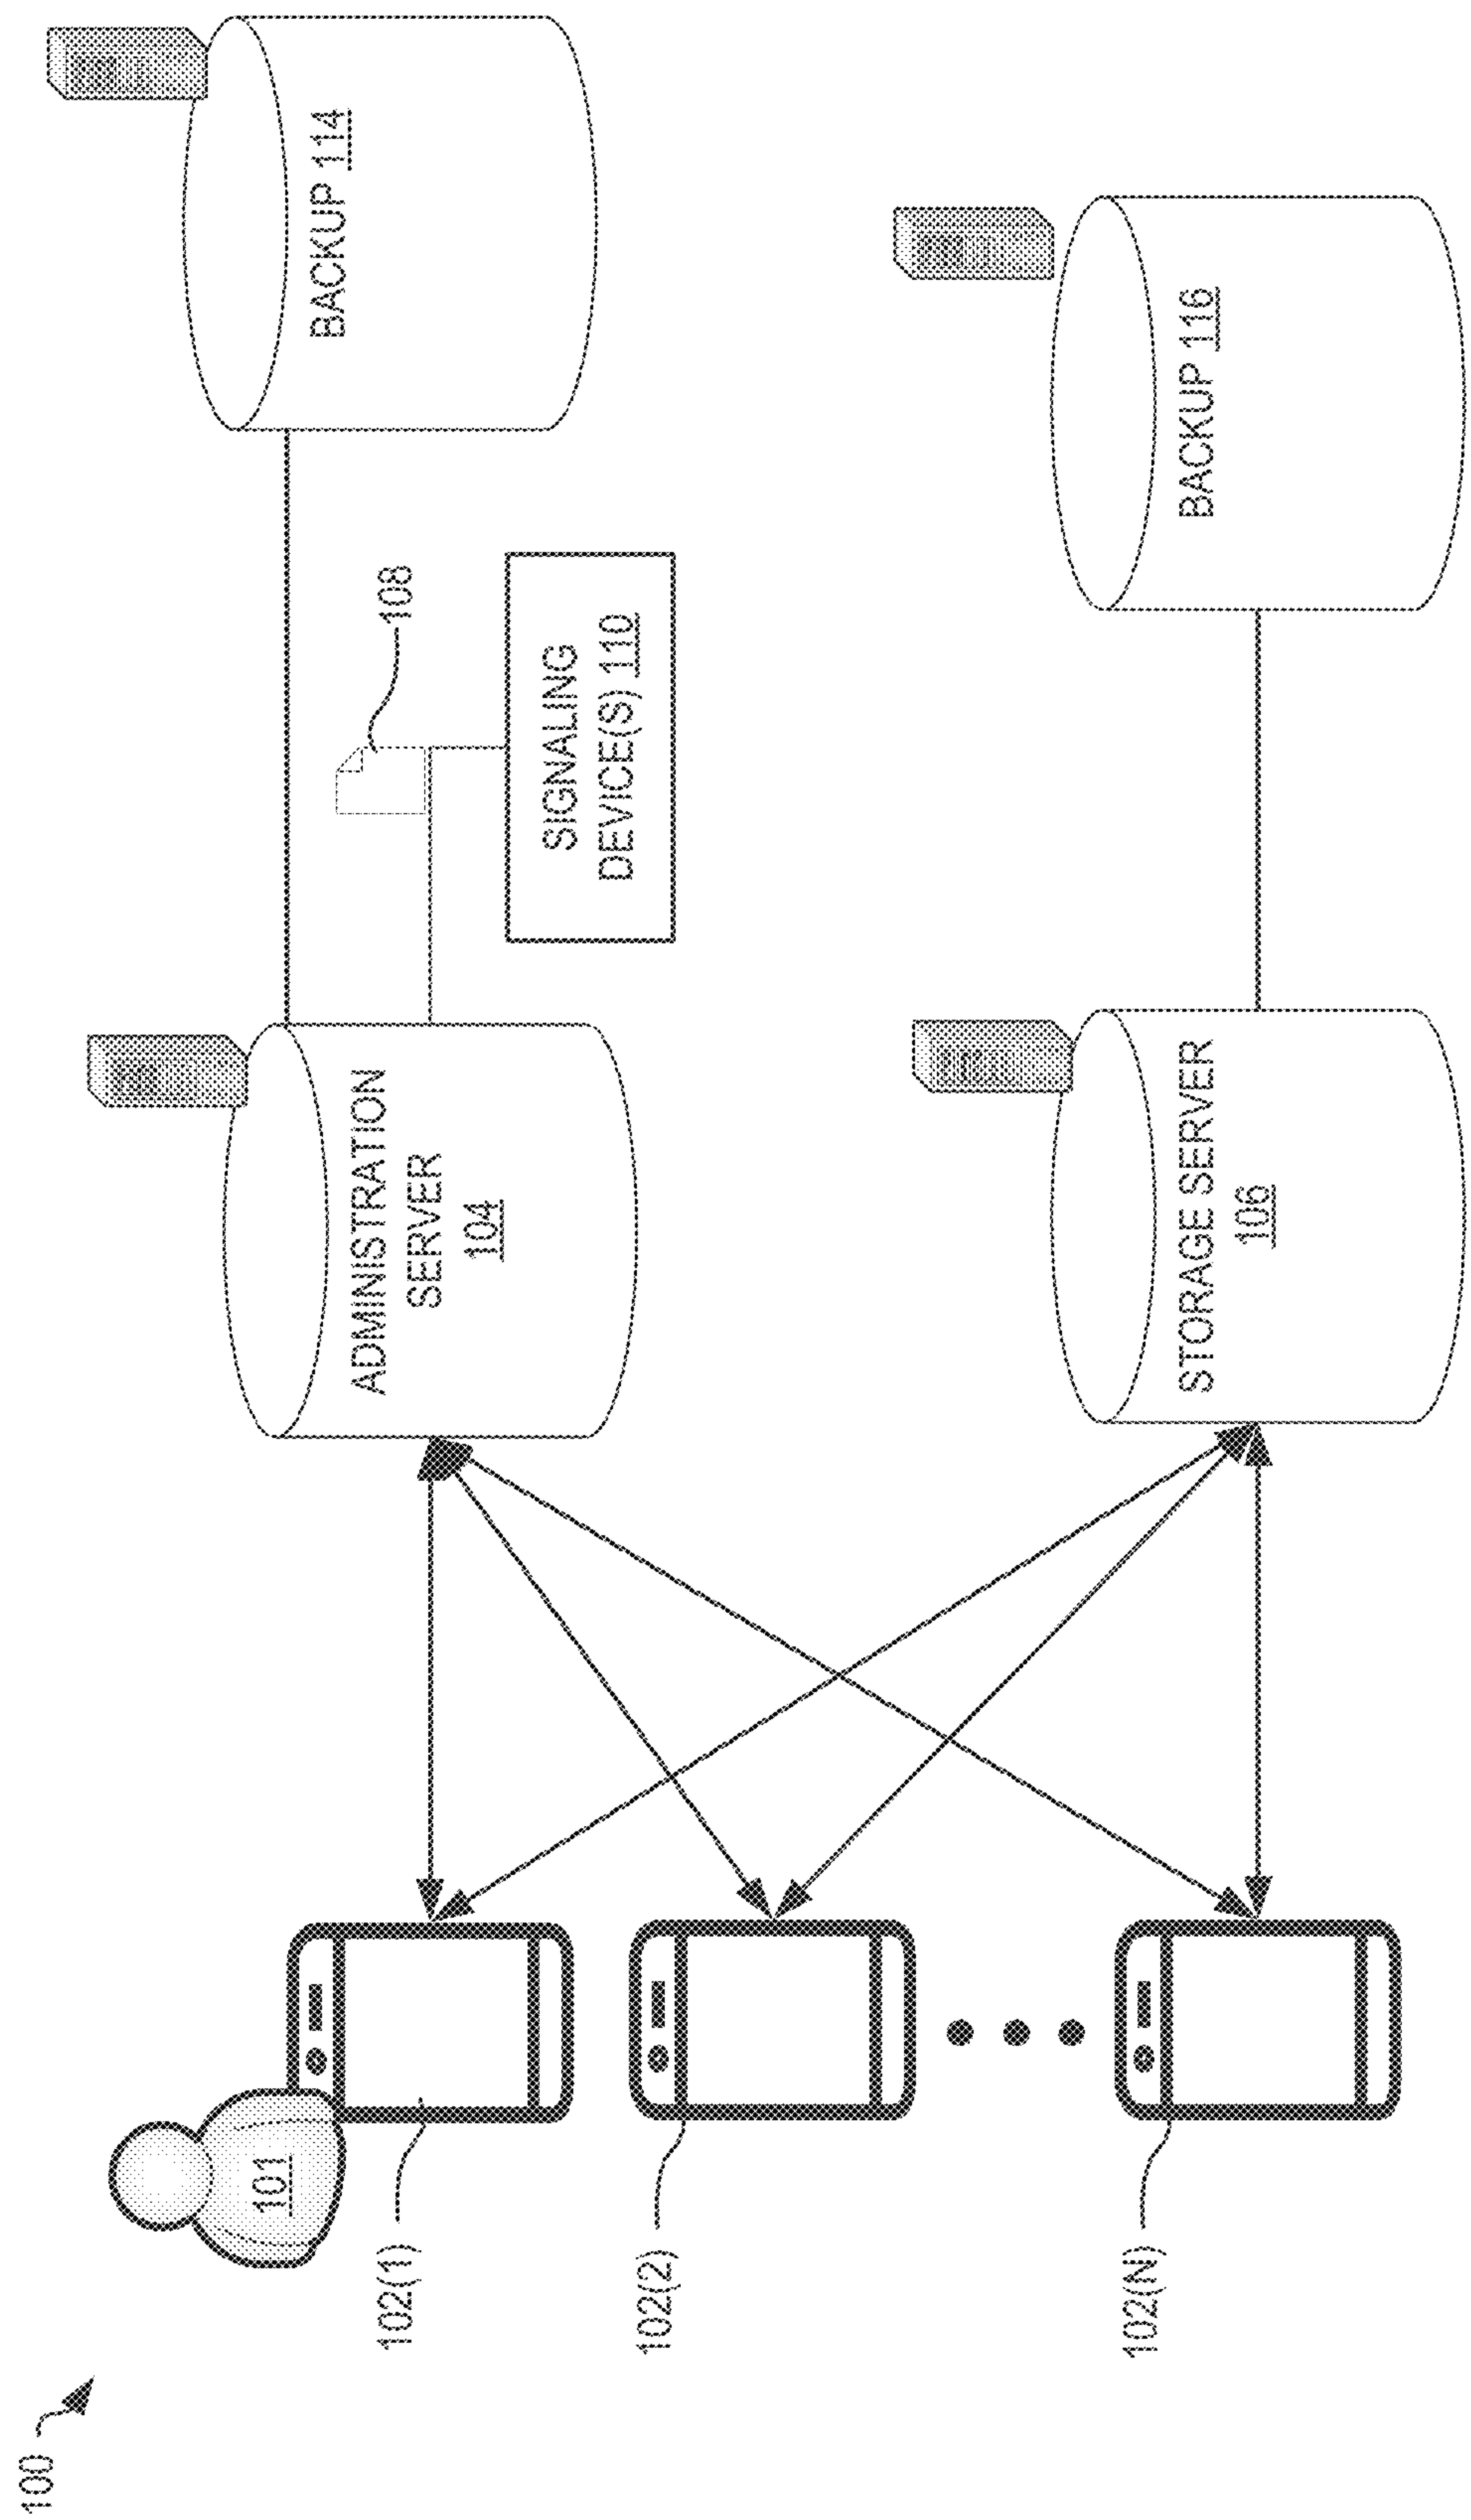 100
101
102(1)
102(2)
102(N)
ADMINISTRATION
SERVER
104
STORAGE SERVER
106
108
SIGNALING
DEVICE(S) 110
BACKUP 114
BACKUP 116